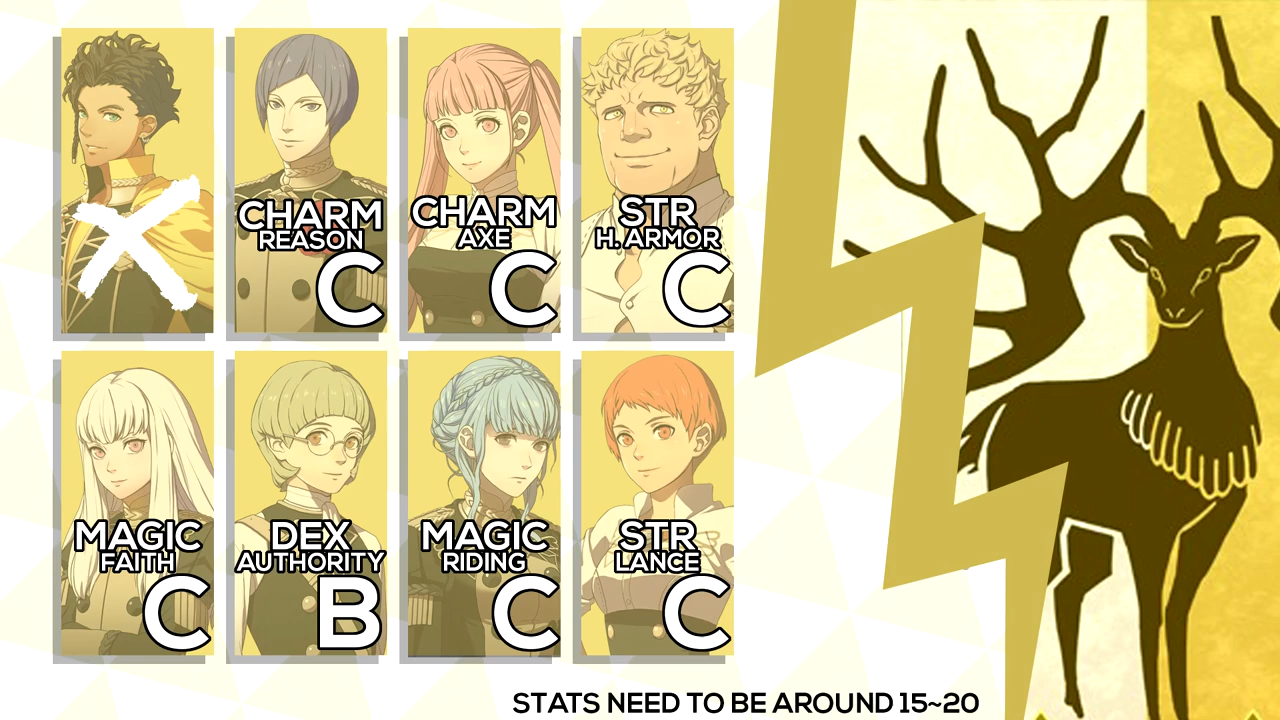 CHARM
REASON
C
CHARM
AXE
C
STR
H. ARMOR
C
MAGIC
FAITH
C
DEX
AUTHORITY
B
MAGIC
RIDING
C
STR
LANCE
C
STATS NEED TO BE AROUND 15~20